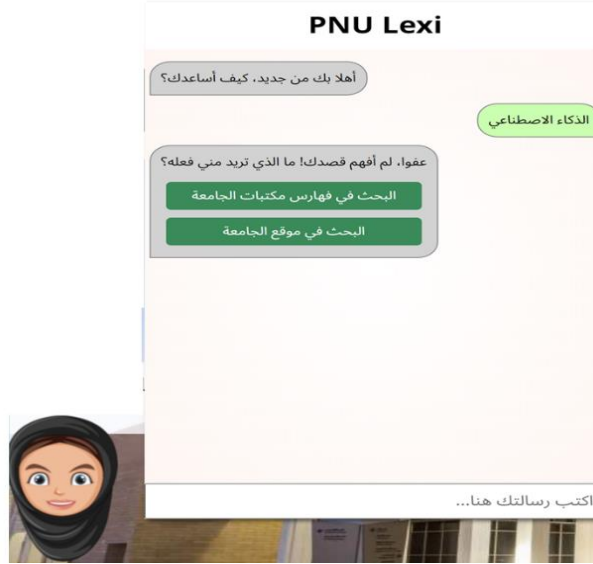 PNU Lexi
أهلا بك من جديد، كيف أساعدك؟
الذكاء الاصطناعي
عفوا، لم أفهم قصدك! ما الذي تريد مني فعله؟
البحث في فهارس مكتبات الجامعة
البحث في موقع الجامعة
اكتب رسالتك هنا...